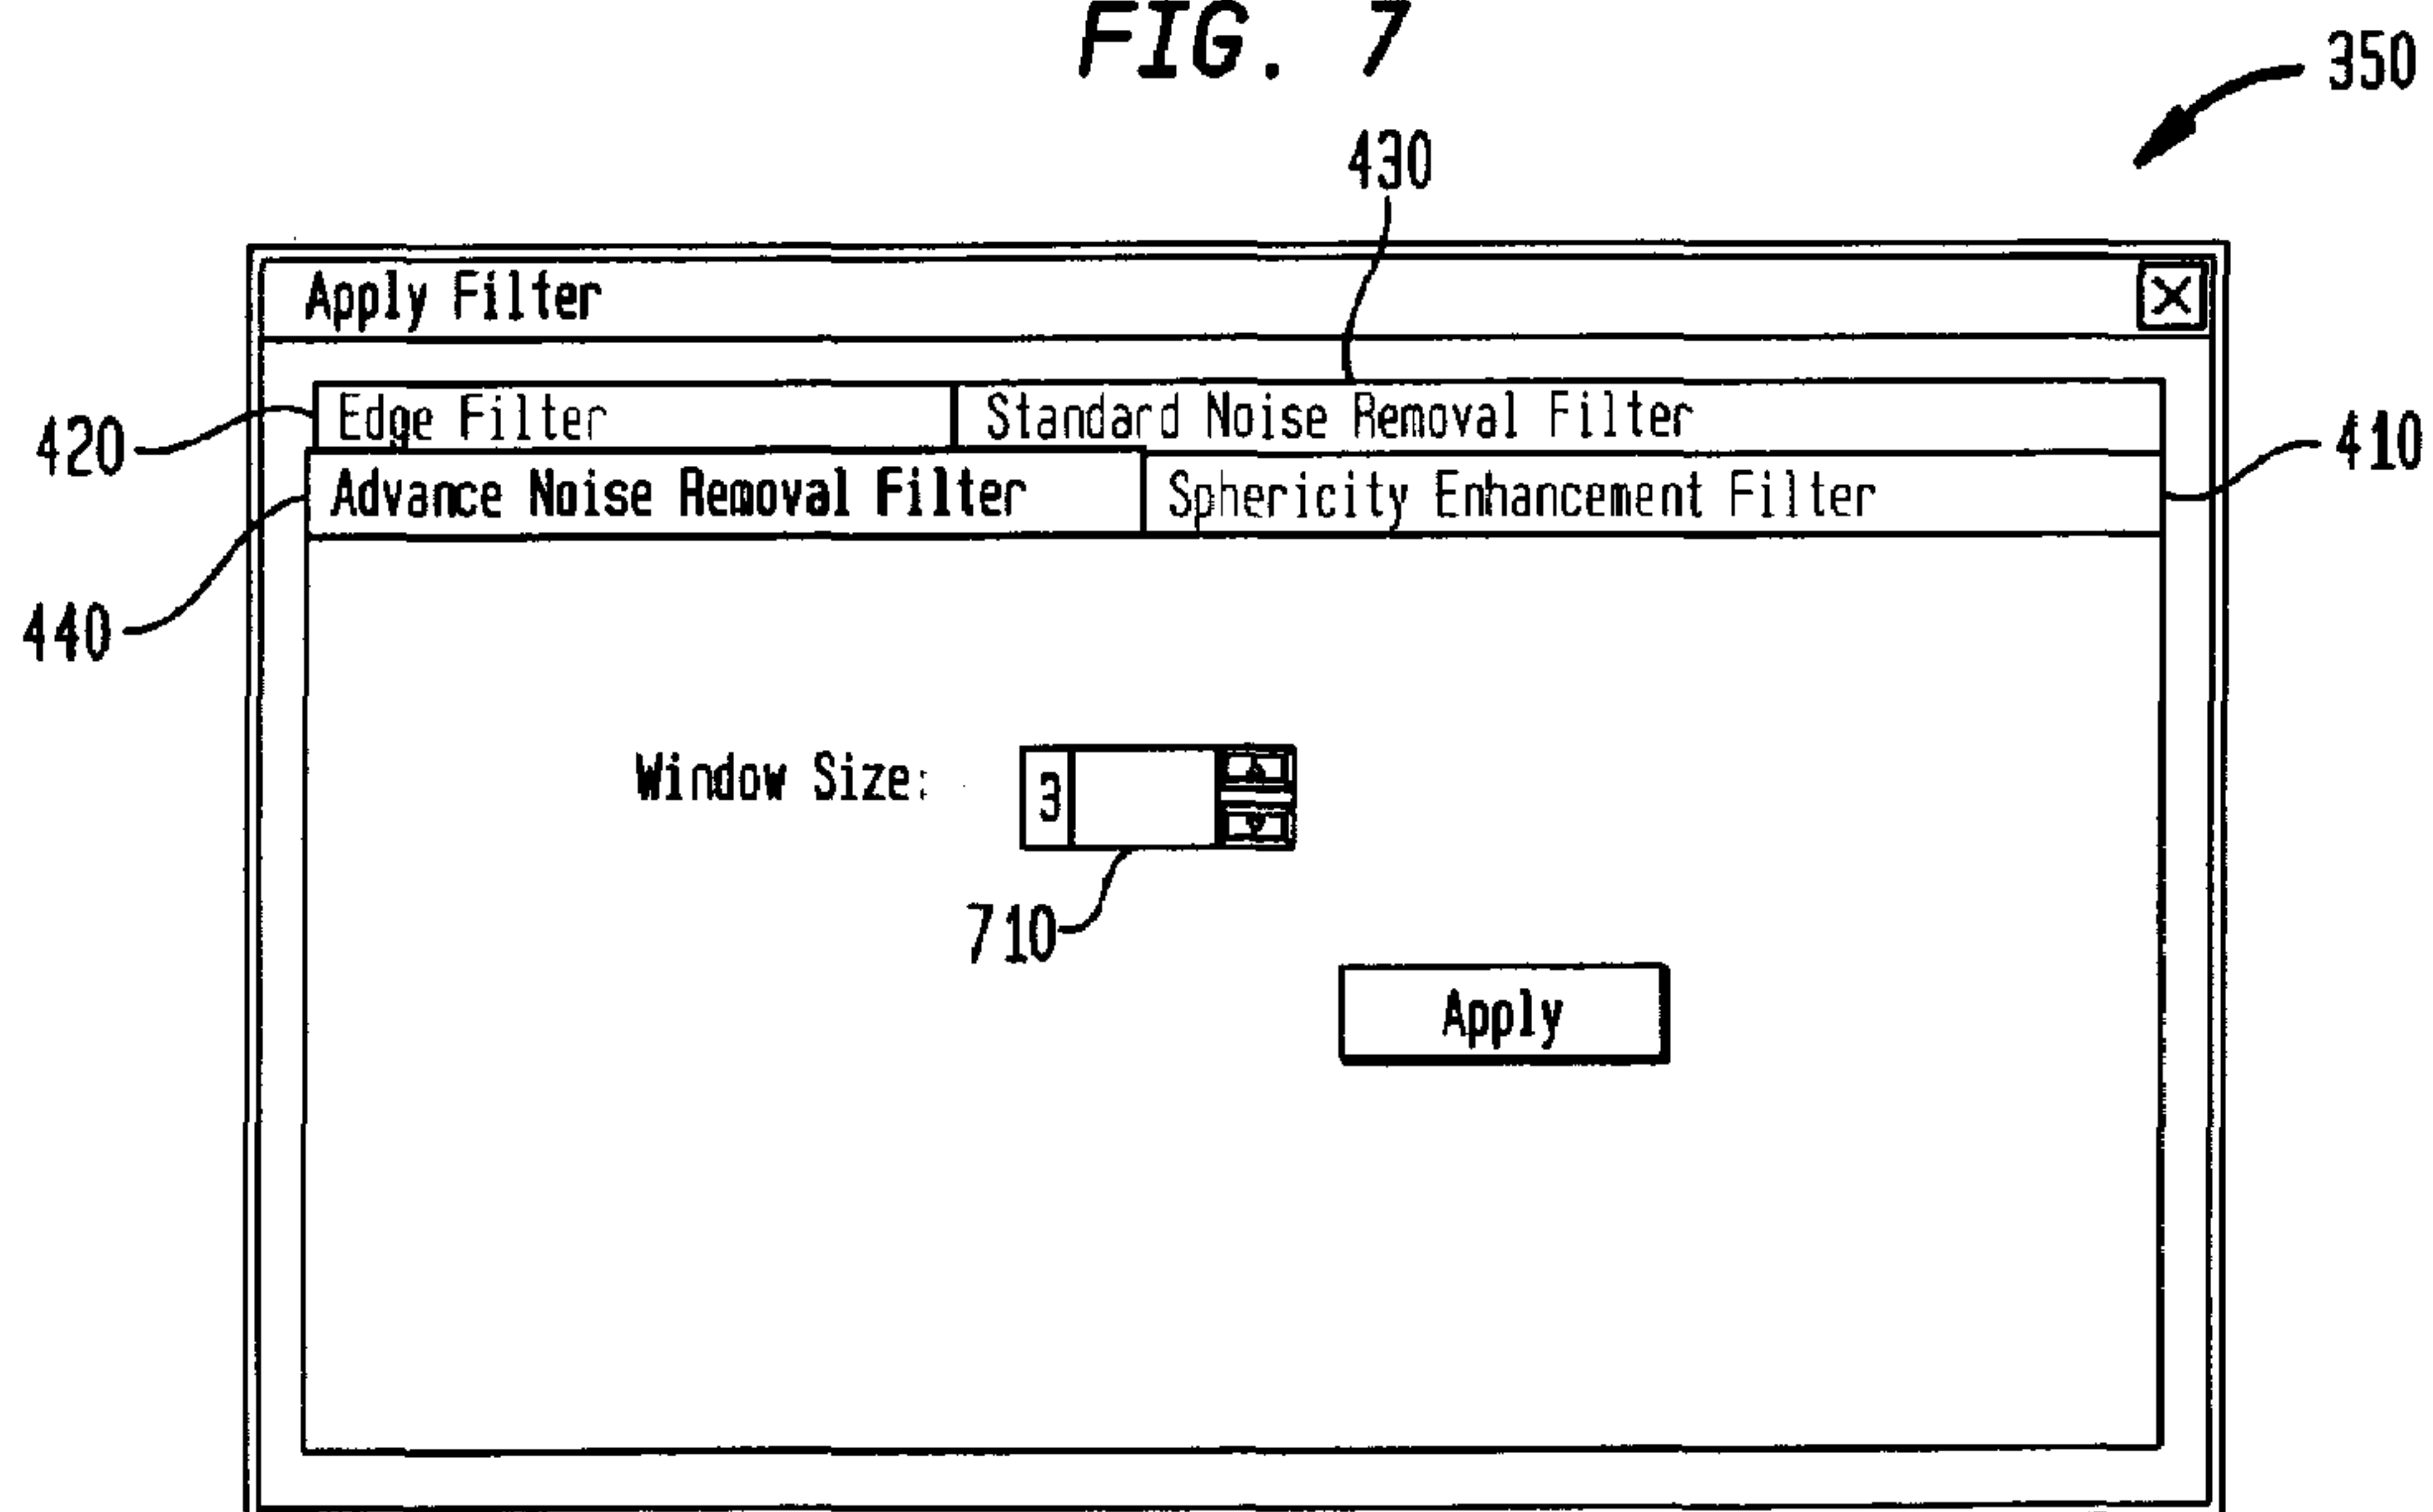 FIG. 7
350
430
Apply Filter
X
420
Edge Filter
Standard Noise Removal Filter
410
Advance Noise Removal Filter
Sphericity Enhancement Filter
440
Window Size:
3
710
Apply